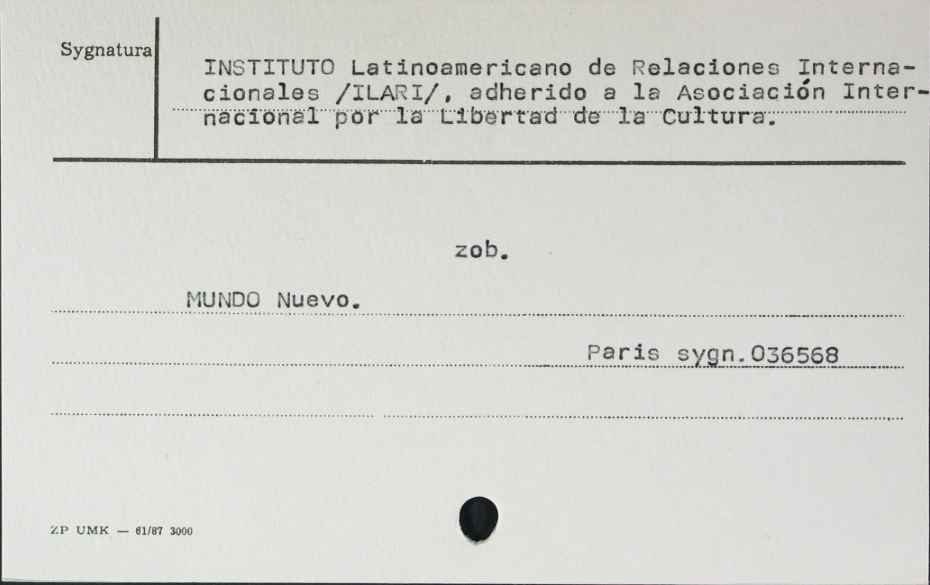 Sygnatura
INSTITUTO Latinoamericano de Relaciones Interna-
cionales /ILARI/, adherido a la Asociación Inter-
nacional por la Libertad de la Cultura.
zob.
MUNDO Nuevo.
Paris sygn.036568
ZP UMK — 61/87 3000